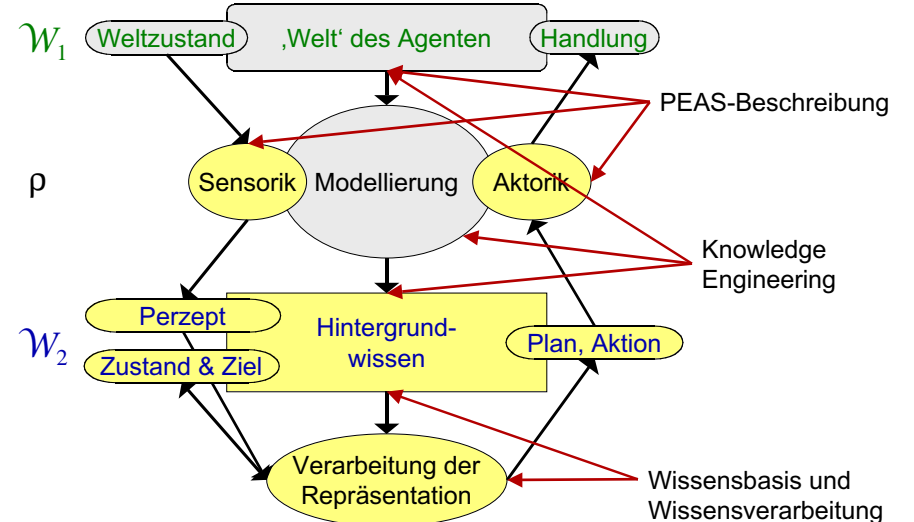 𝒲1
Weltzustand
‚Welt‘ des Agenten
Handlung
PEAS-Beschreibung
ρ
Sensorik
Modellierung
Aktorik
Knowledge
Engineering
𝒲2
Perzept
Zustand & Ziel
Hintergrund-
wissen
Plan, Aktion
Verarbeitung der
Repräsentation
Wissensbasis und
Wissensverarbeitung